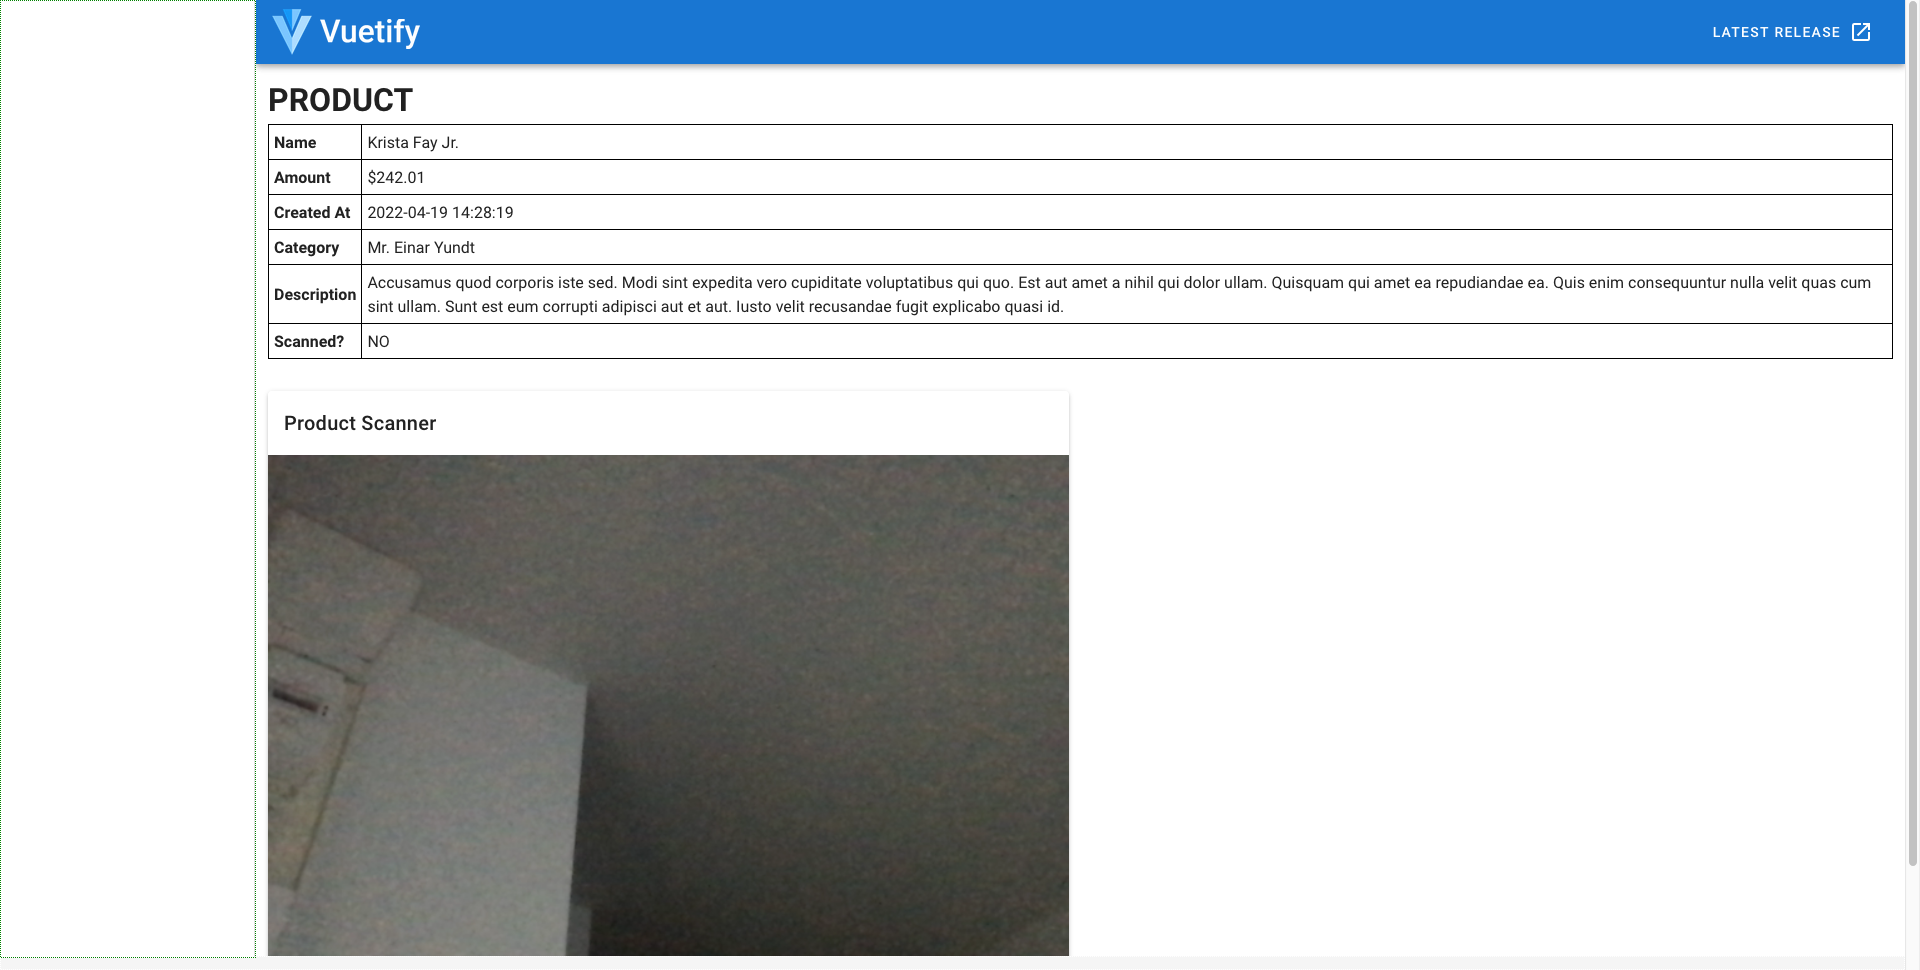 Vuetify
LATEST RELEASE
PRODUCT
Name Krista Fay Jr.
Amount $242.01
Created At 2022-04-19 14:28:19
Category Mr. Einar Yundt
Description Accusamus quod corporis iste sed. Modi sint expedita vero cupiditate voluptatibus qui quo. Est aut amet a nihil qui dolor ullam. Quisquam qui amet ea repudiandae ea. Quis enim consequuntur nulla velit quas cum
sint ullam. Sunt est eum corrupti adipisci aut et aut. Iusto velit recusandae fugit explicabo quasi id.
Scanned? NO
Product Scanner